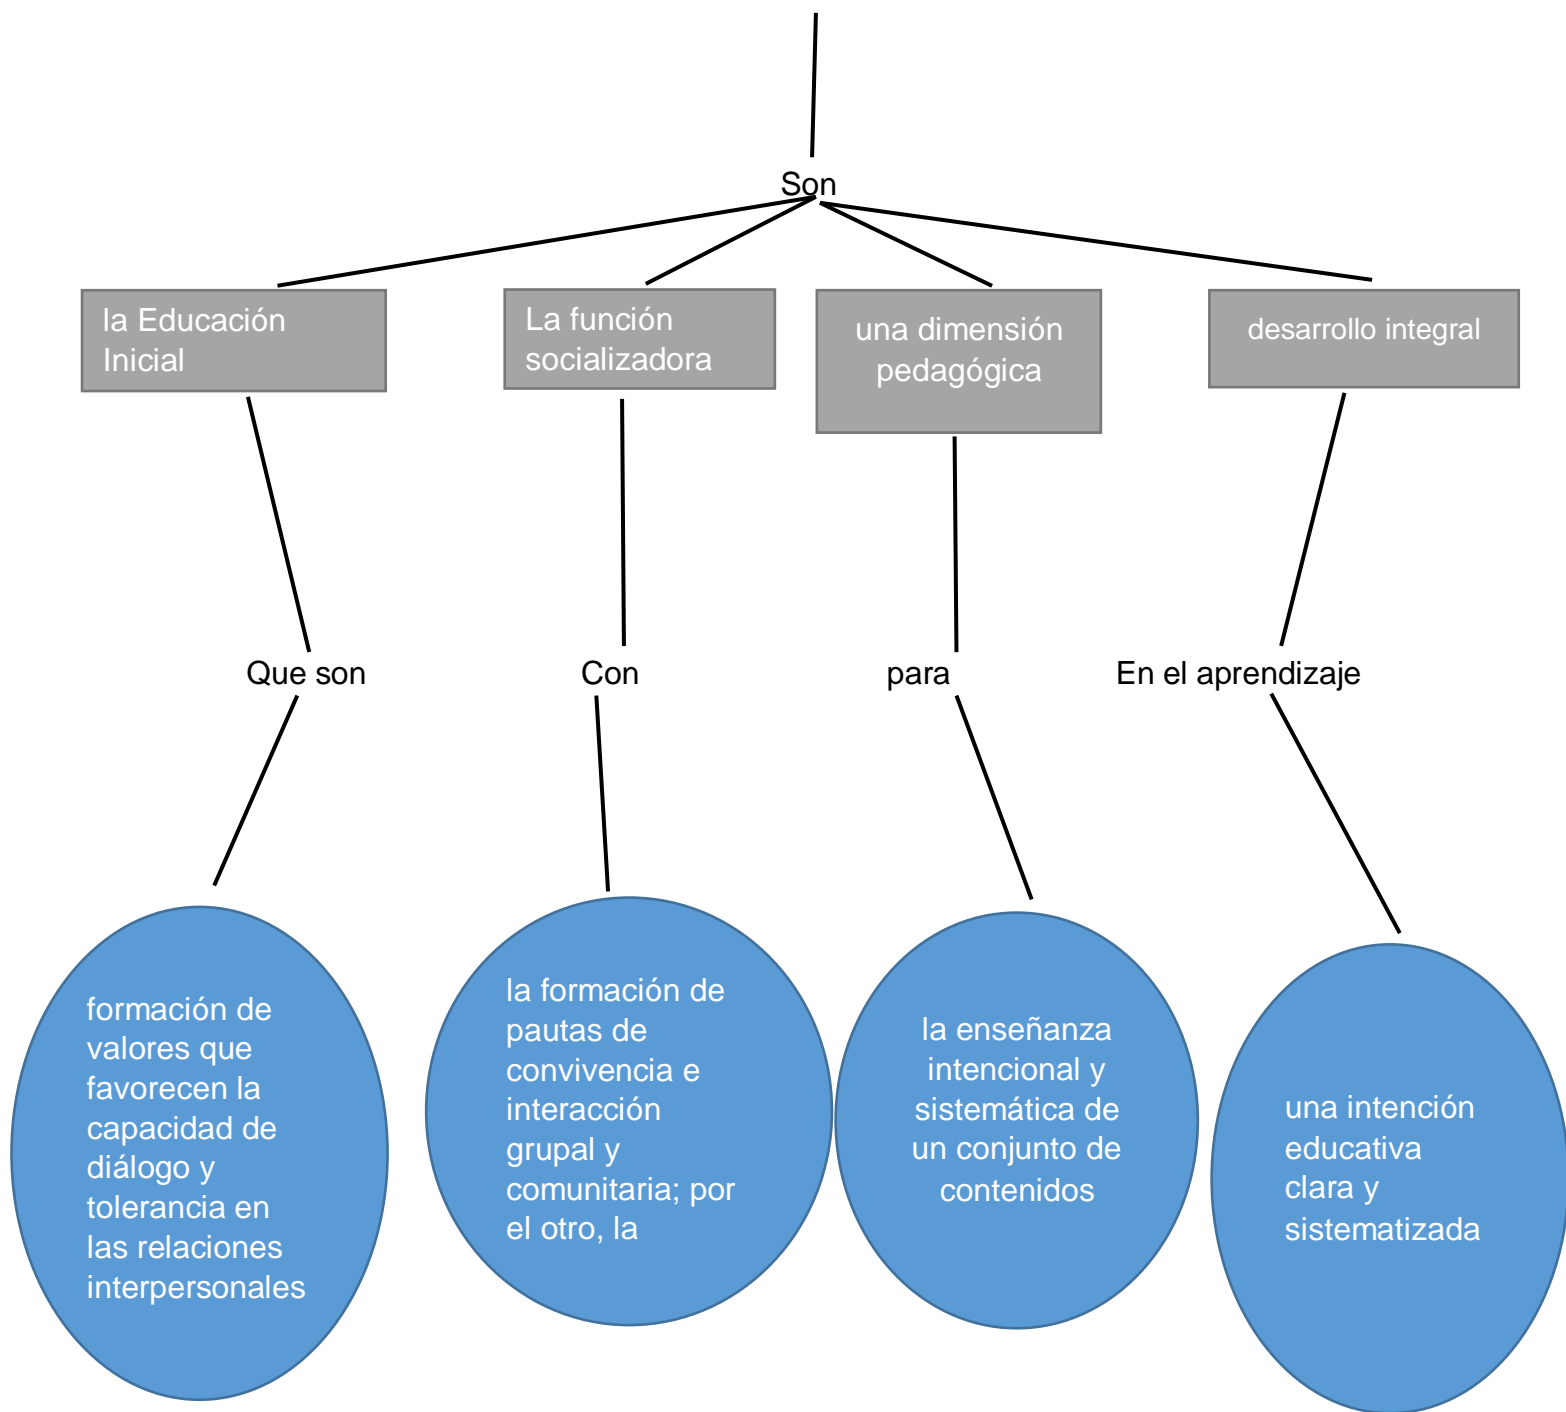 Son
la Educación
Inicial
La función
socializadora
una dimensión
pedagógica
desarrollo integral
Que son
Con
para
En el aprendizaje
formación de
valores que
favorecen la
capacidad de
diálogo y
tolerancia en
las relaciones
interpersonales
la formación de
pautas de
convivencia e
interacción
grupal y
comunitaria; por
el otro, la
la enseñanza
intencional y
sistemática de
un conjunto de
contenidos
una intención
educativa
clara y
sistematizada